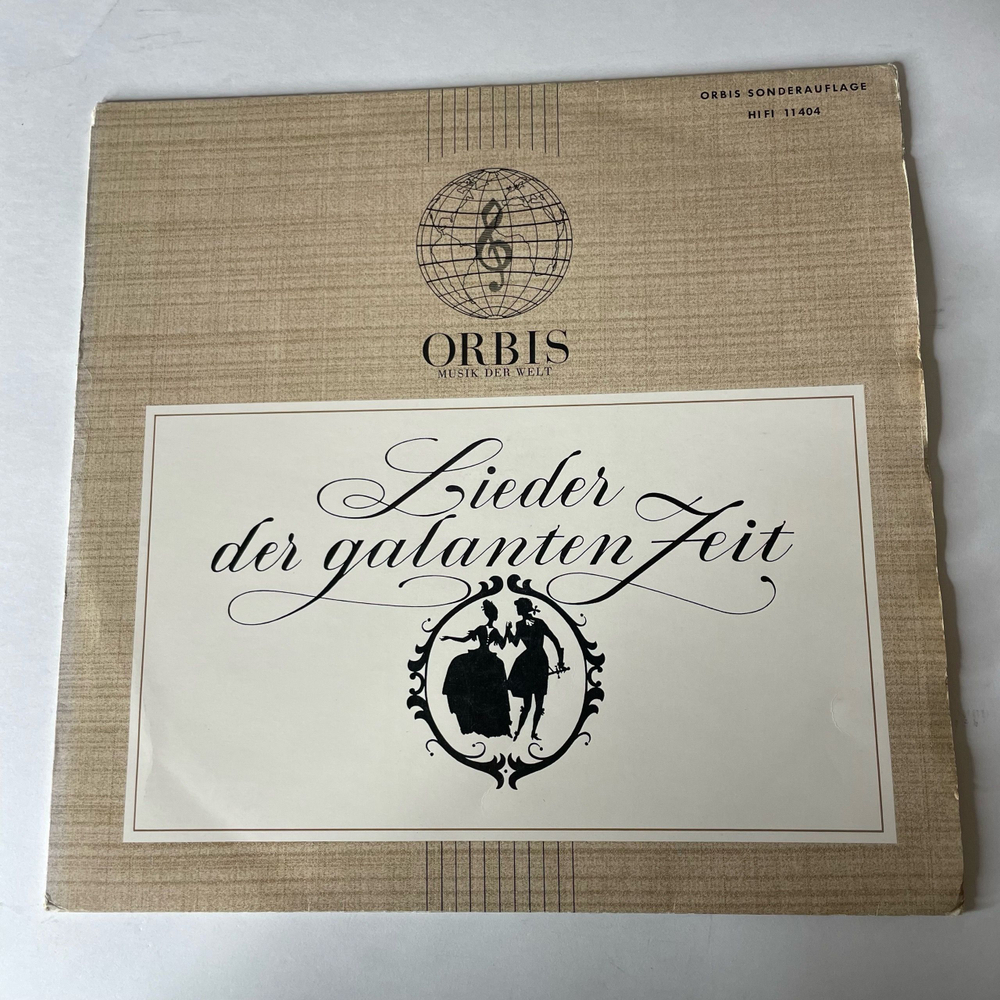 ORBIS SONDERAUFLAGE
HIFI 11404
ORBIS
MUSIK DER WELT
Lieder
der galanten Zeit